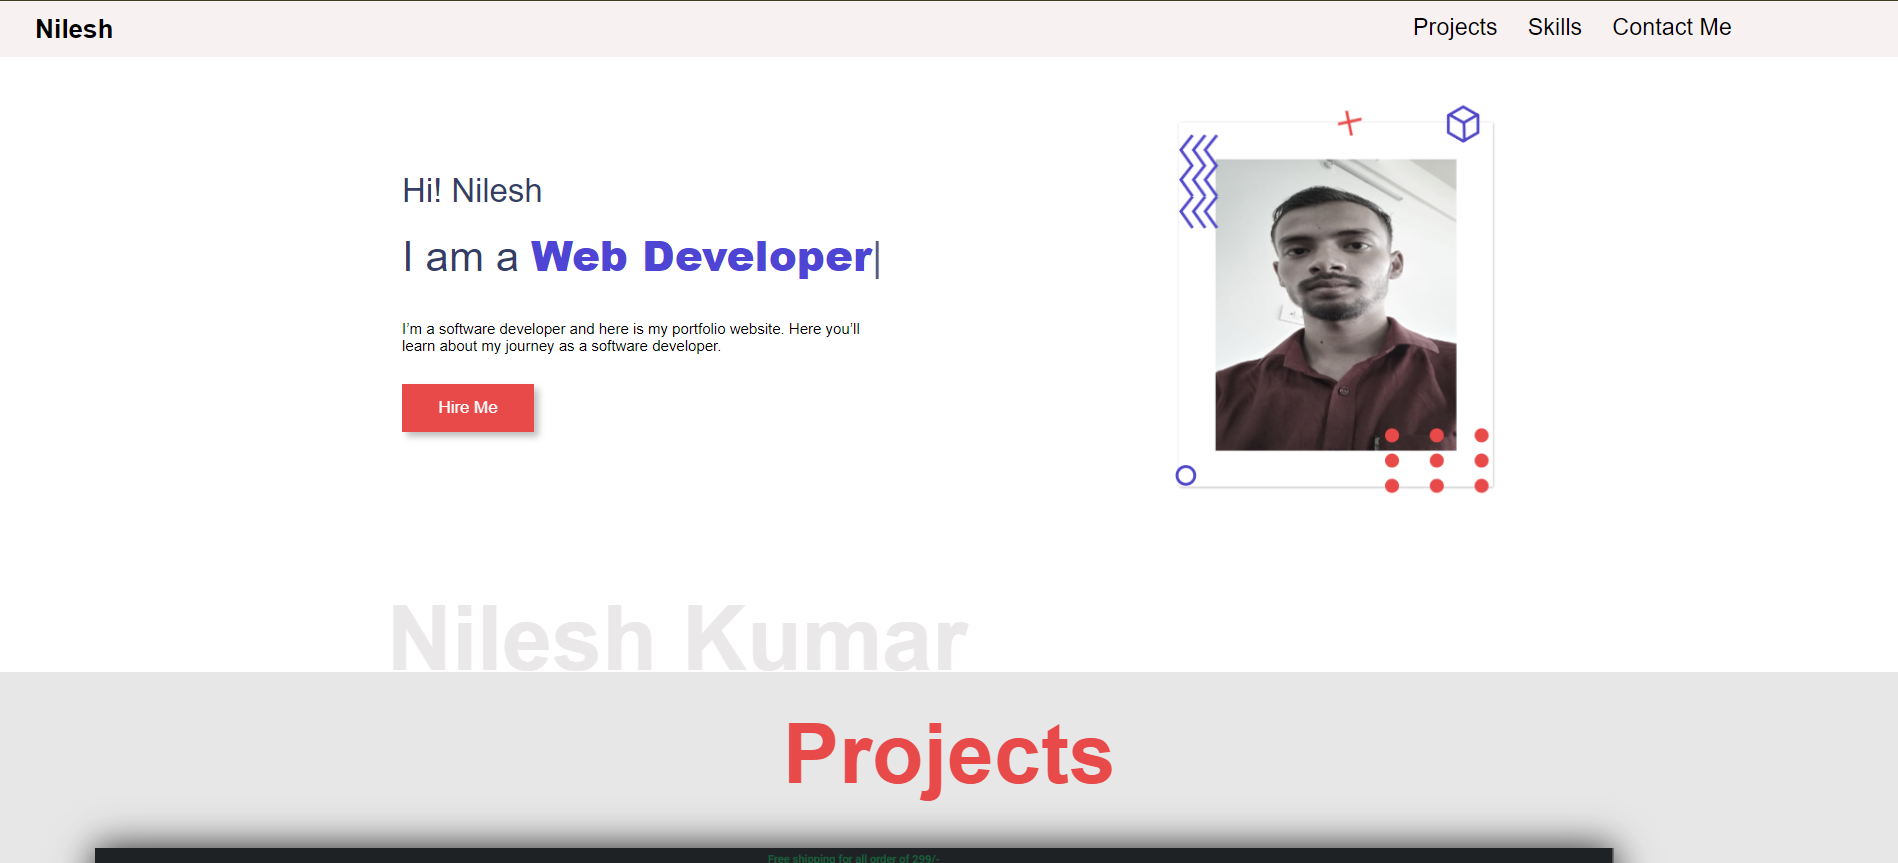 Nilesh
Projects Skills Contact Me
Hi! Nilesh
I am a Web Developer|
I'm a software developer and here is my portfolio website. Here you'll
learn about my journey as a software developer.
Hire Me
Nilesh Kumar
Projects
Free shipping for all order of 299/-